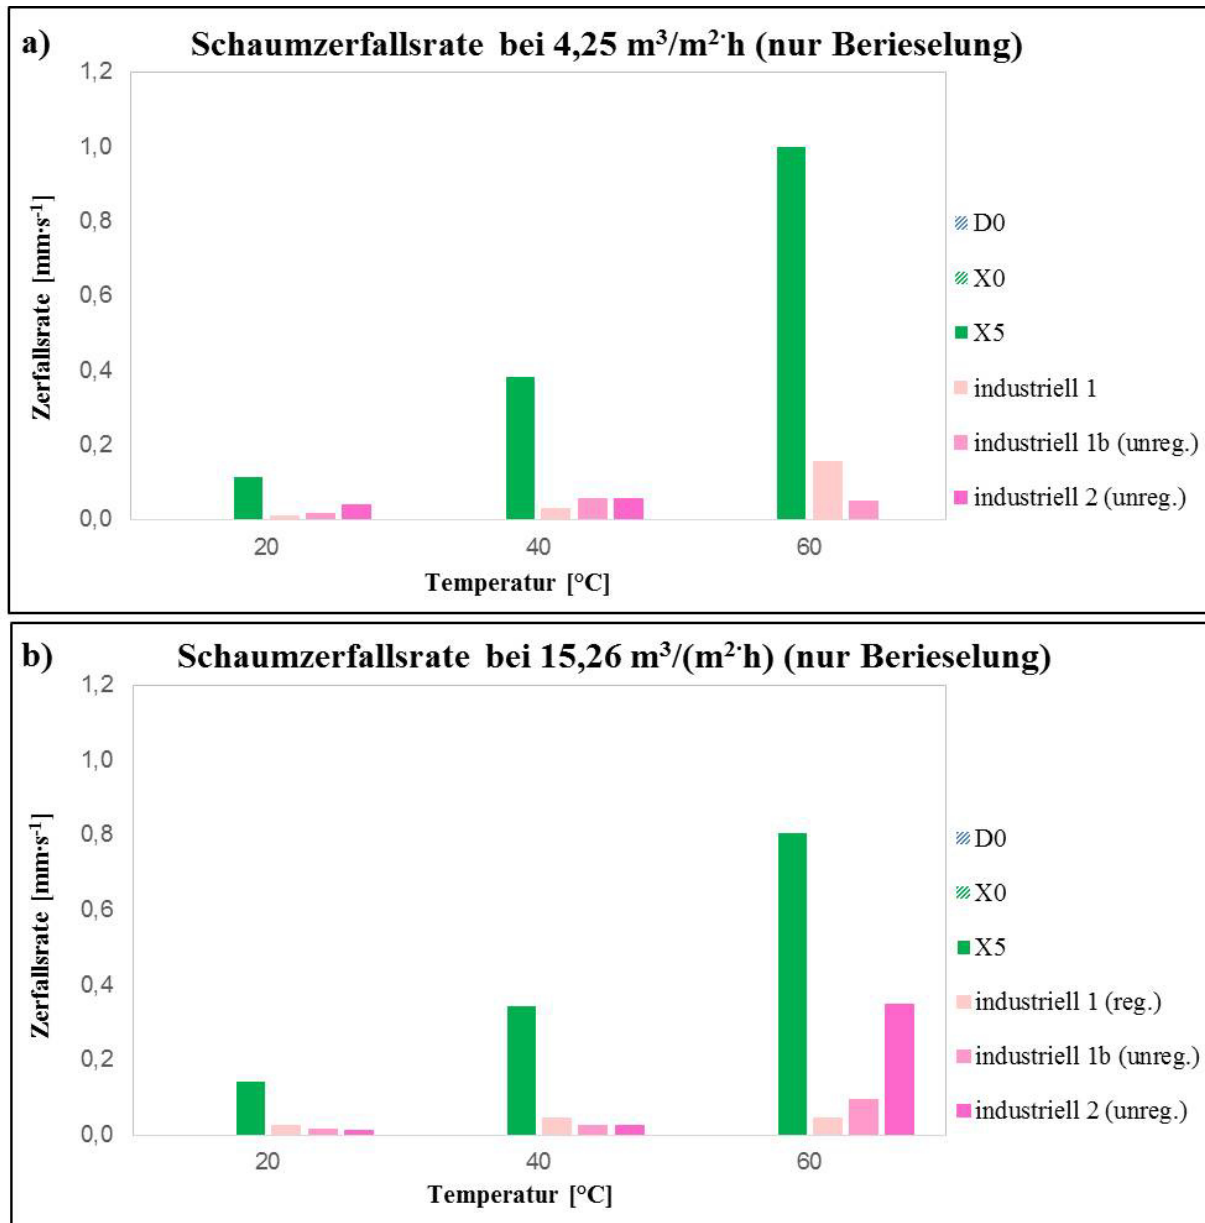 a)
Schaumzerfallsrate bei 4,25 m³/m²·h (nur Berieselung)
1,2
1,0
0,8
0,6
0,4
0,2
0,0
Zerfallsrate [mm·s⁻¹]
20
40
60
Temperatur [°C]
D0
X0
X5
industriell 1
industriell 1b (unreg.)
industriell 2 (unreg.)
b)
Schaumzerfallsrate bei 15,26 m³/(m²·h) (nur Berieselung)
1,2
1,0
0,8
0,6
0,4
0,2
0,0
Zerfallsrate [mm·s⁻¹]
20
40
60
Temperatur [°C]
D0
X0
X5
industriell 1 (reg.)
industriell 1b (unreg.)
industriell 2 (unreg.)